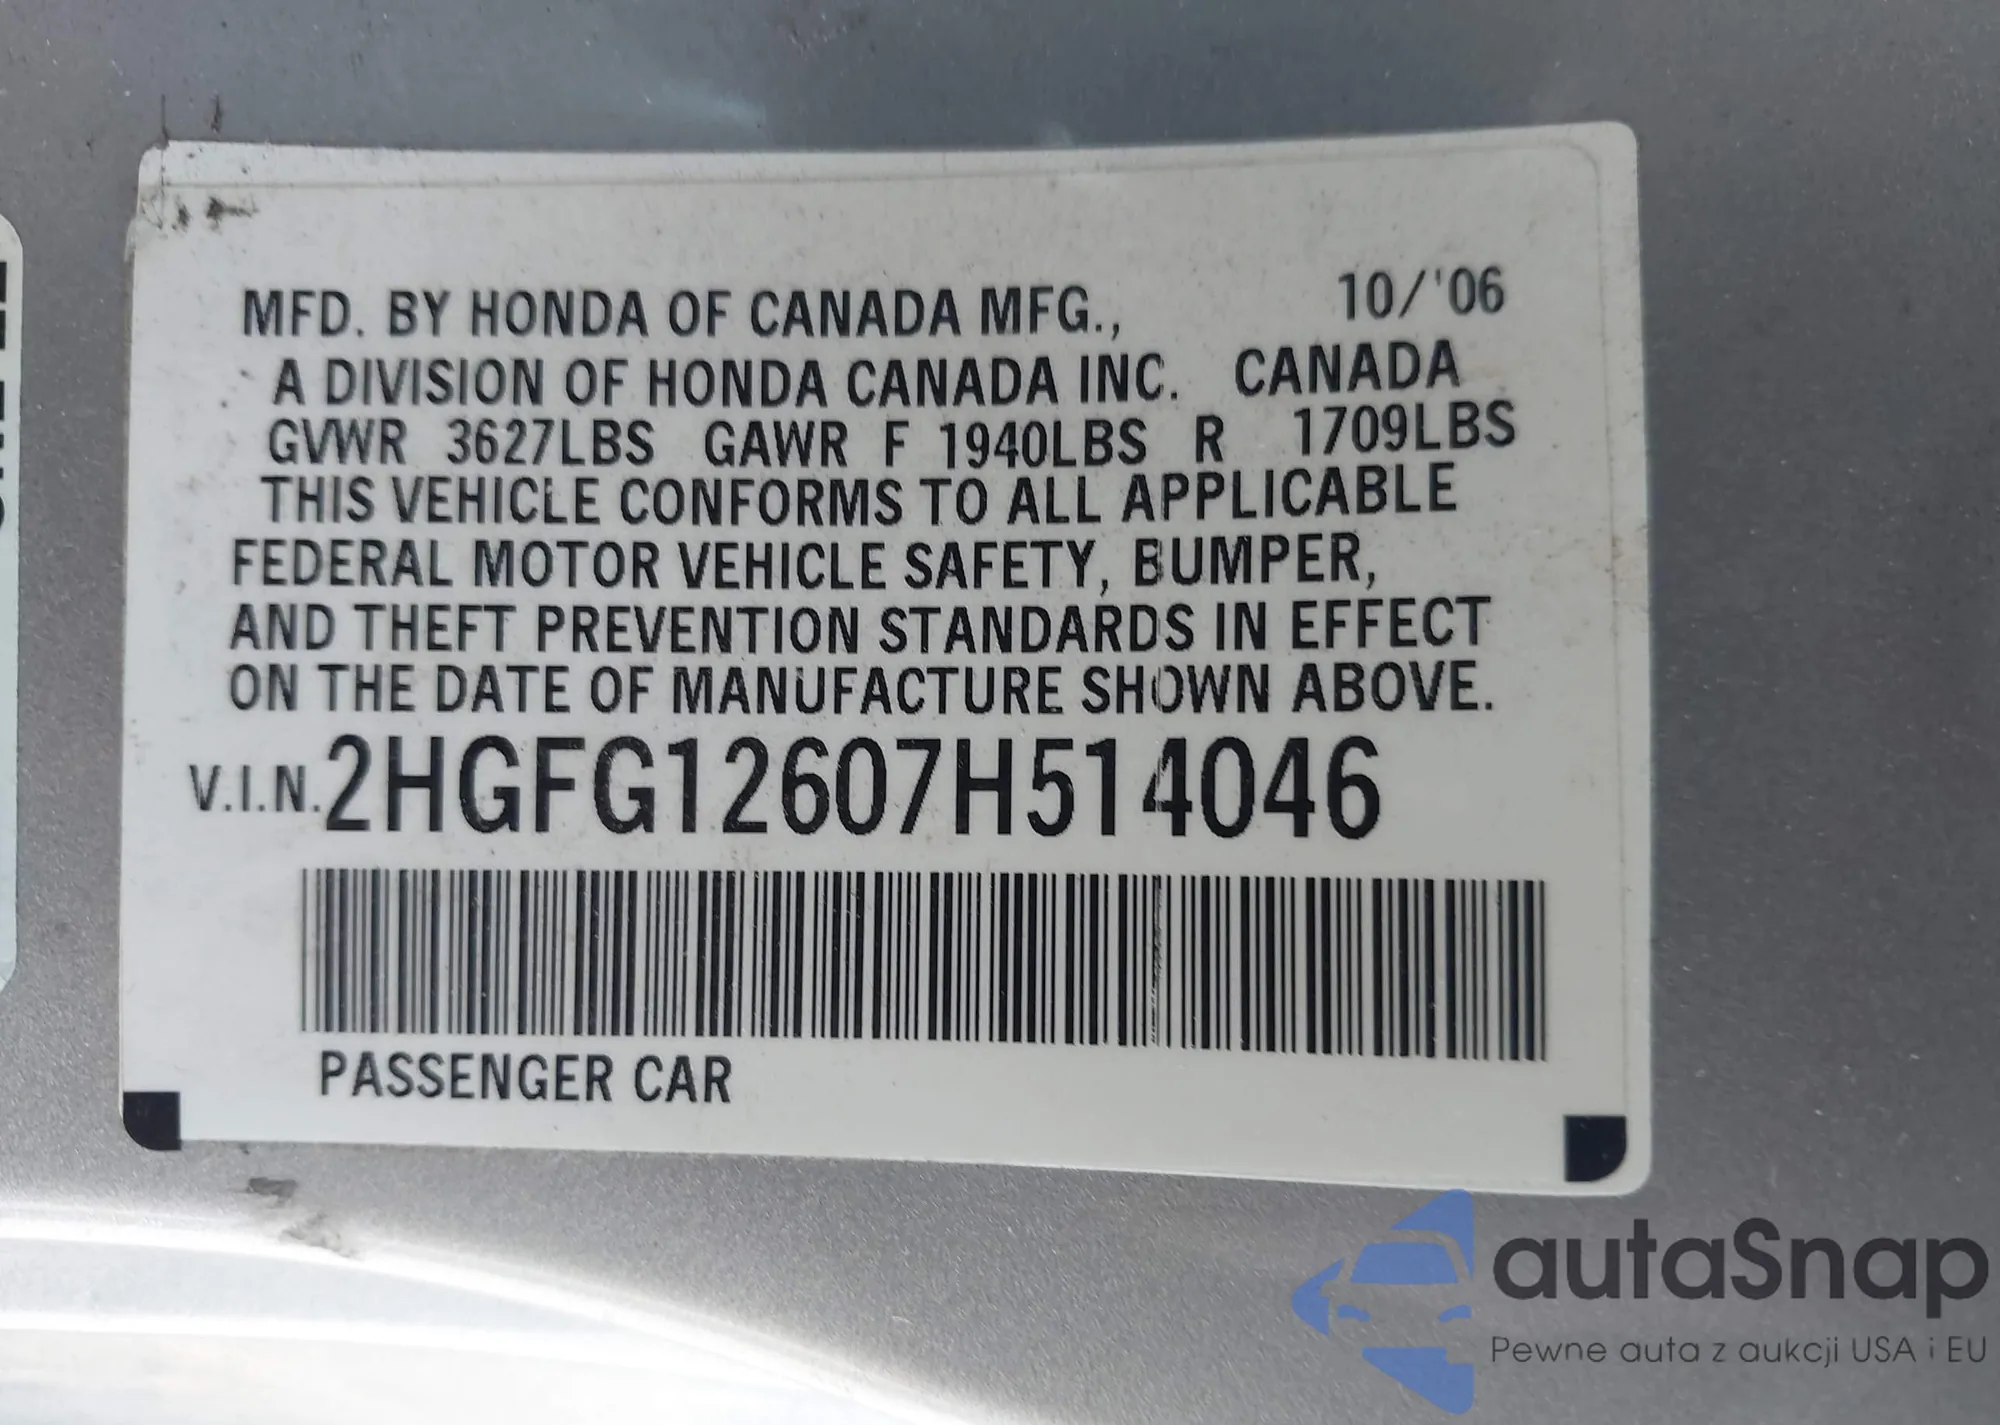 MFD. BY HONDA OF CANADA MFG., 10/'06
A DIVISION OF HONDA CANADA INC. CANADA
GVWR 3627LBS GAWR F 1940LBS R 1709LBS
THIS VEHICLE CONFORMS TO ALL APPLICABLE
FEDERAL MOTOR VEHICLE SAFETY, BUMPER,
AND THEFT PREVENTION STANDARDS IN EFFECT
ON THE DATE OF MANUFACTURE SHOWN ABOVE.
V.I.N. 2HGFG12607H514046
PASSENGER CAR
autaSnap
Pewne auta z aukcji USA i EU